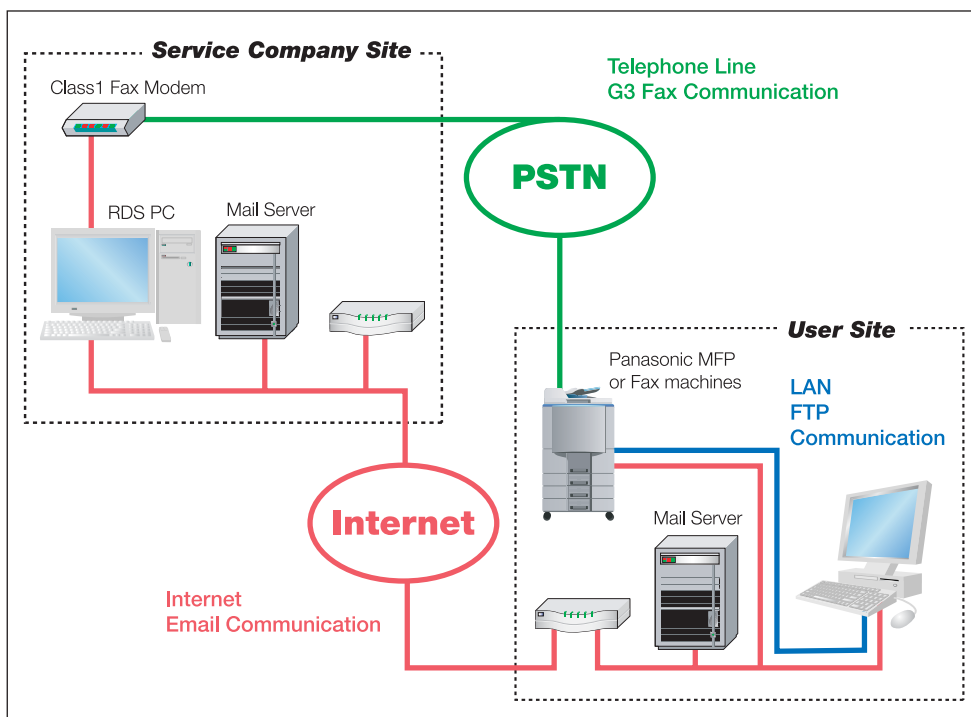 Service Company Site
Class1 Fax Modem
Telephone Line
G3 Fax Communication
PSTN
RDS PC
Mail Server
User Site
Panasonic MFP
or Fax machines
LAN
FTP
Communication
Internet
Mail Server
Internet
Email Communication